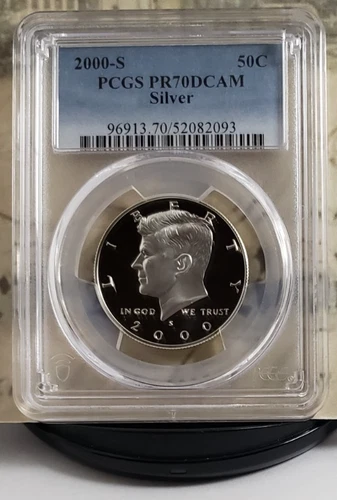 2000-S 50C
PCGS PR70DCAM
Silver
96913.70/52082093
LIBERTY
IN GOD WE TRUST
S
2000